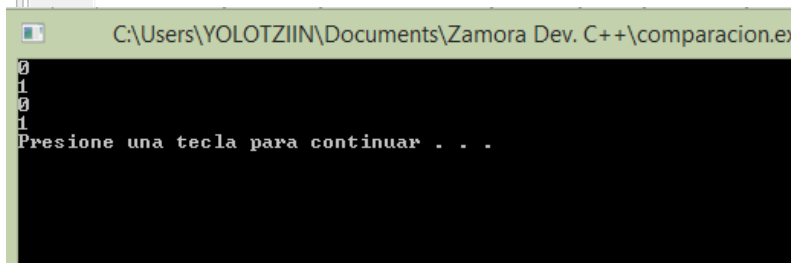 C:\Users\YOLOTZIIN\Documents\Zamora Dev. C++\comparacion.ex
0
1
0
1
Presione una tecla para continuar . . .